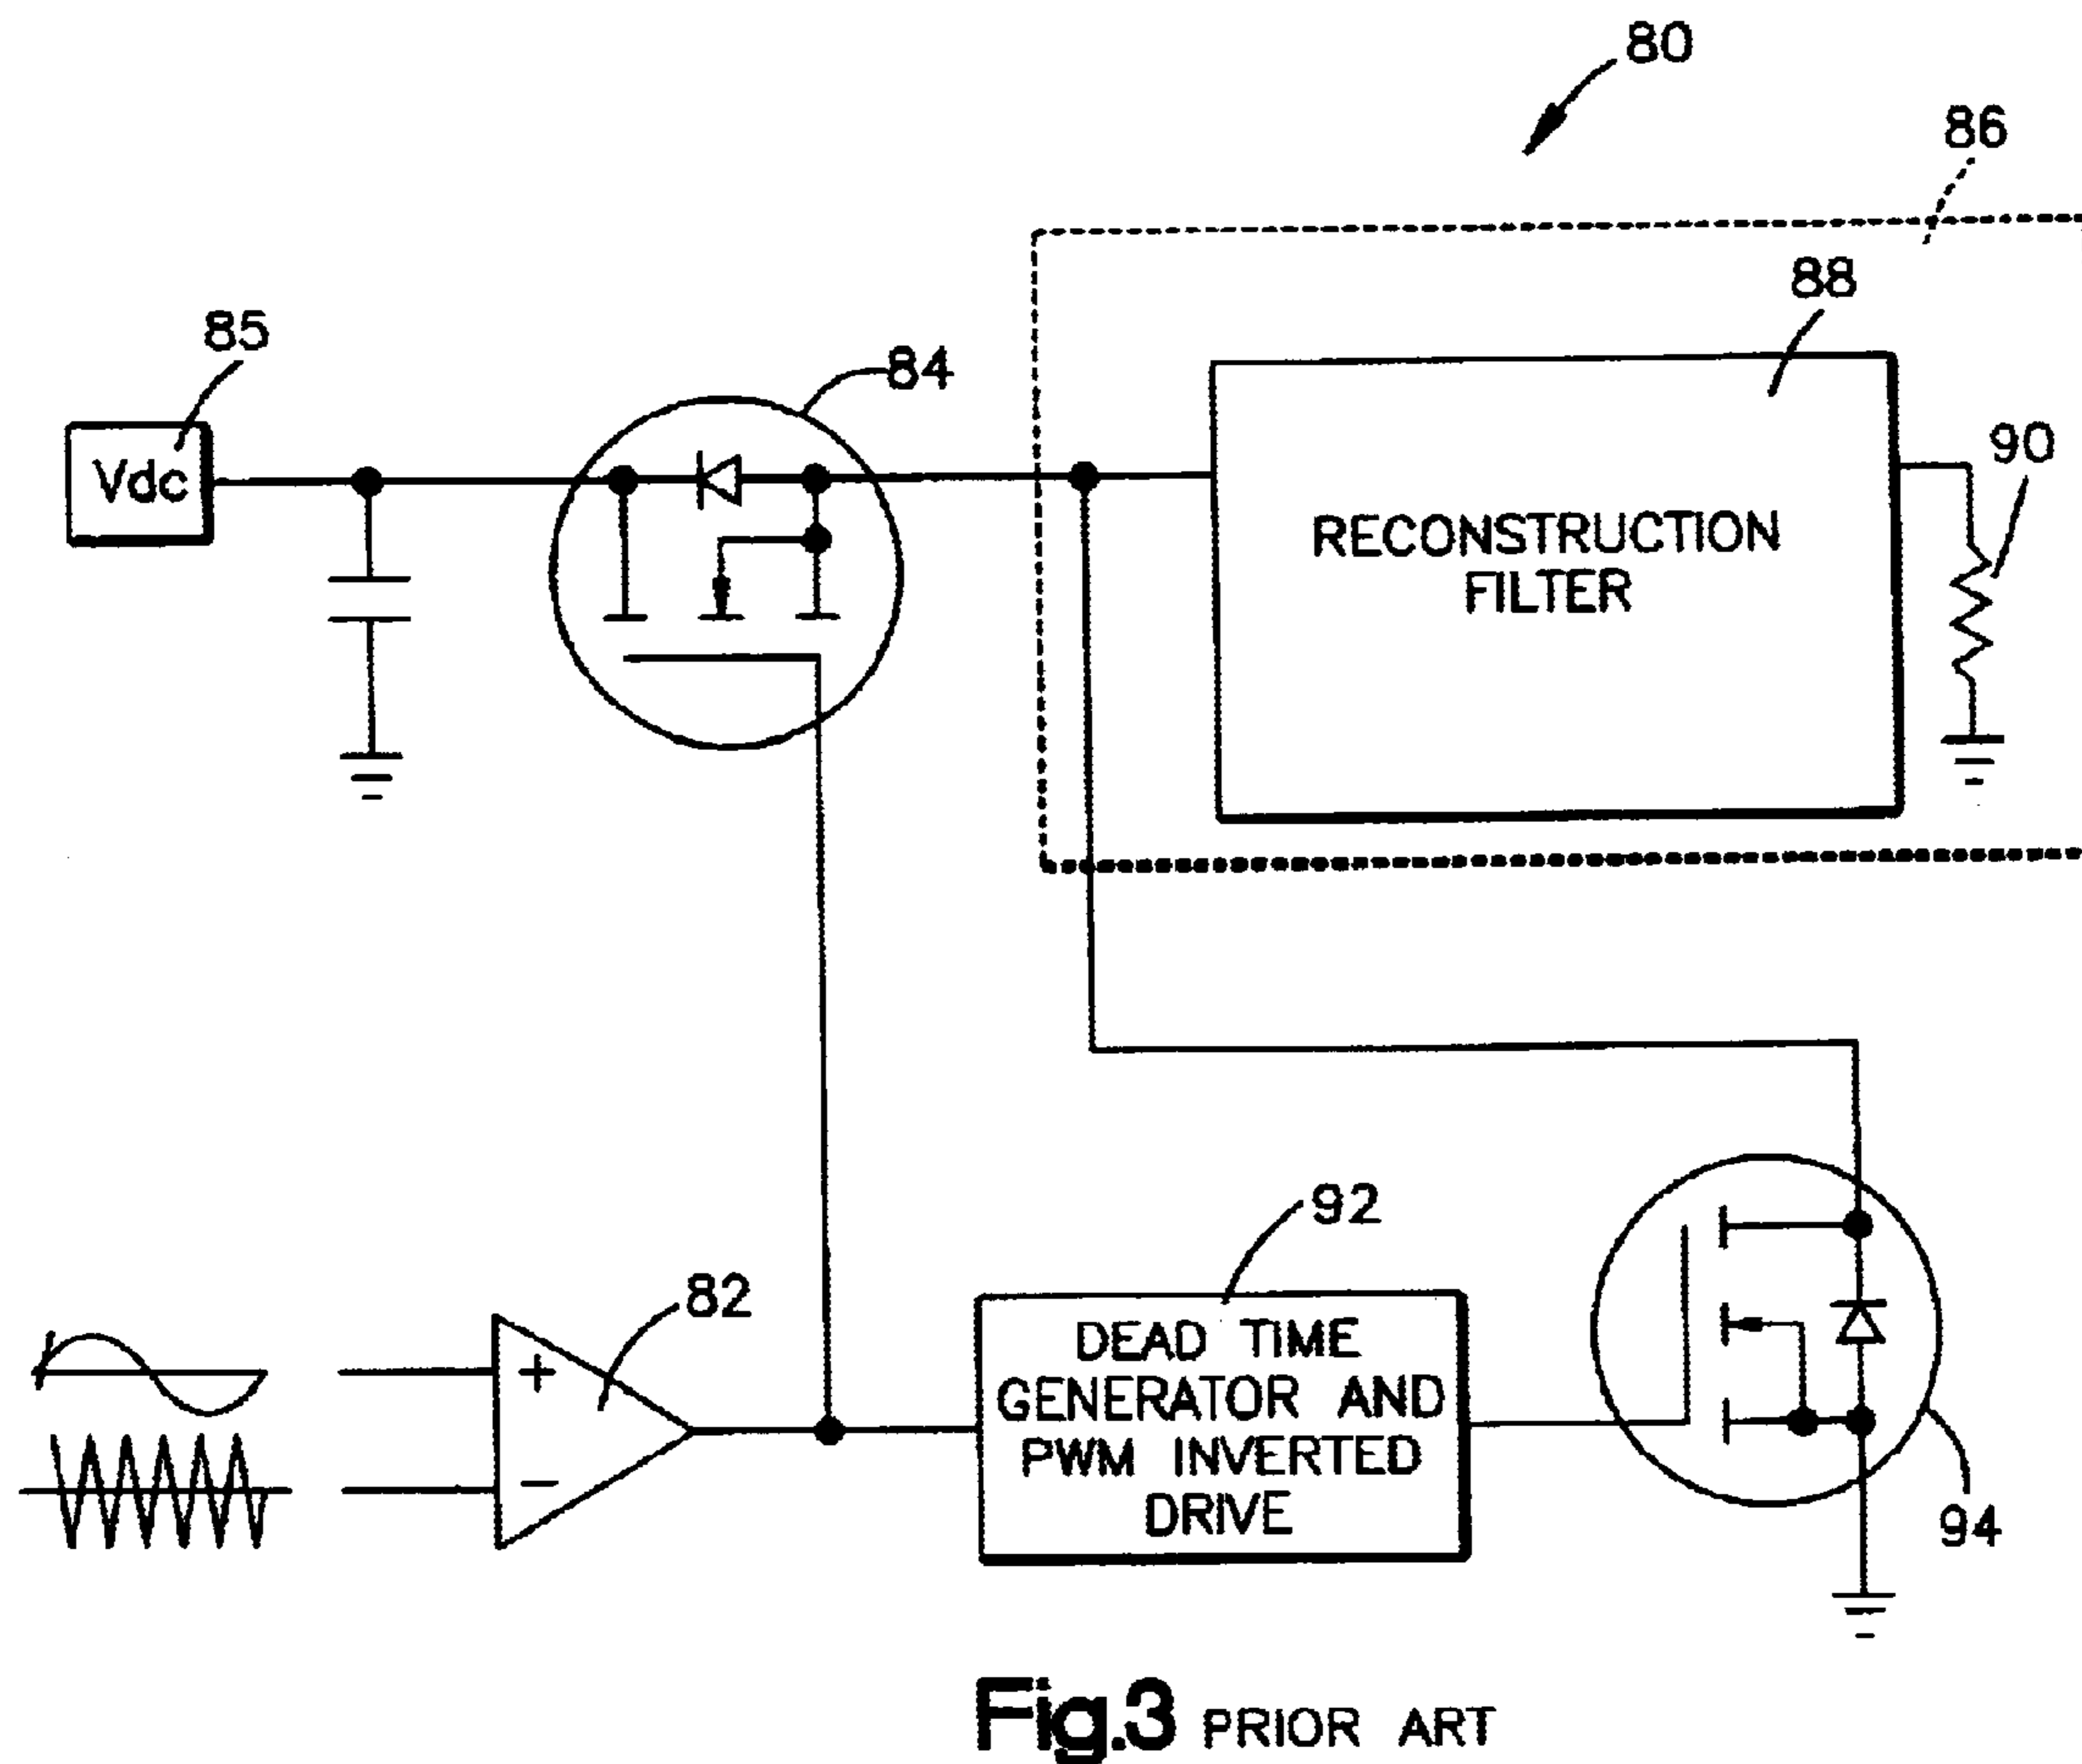 80
86
88
85
84
Vdc
90
RECONSTRUCTION
FILTER
92
82
+
−
DEAD TIME
GENERATOR AND
PWM INVERTED
DRIVE
94
Fig.3 PRIOR ART